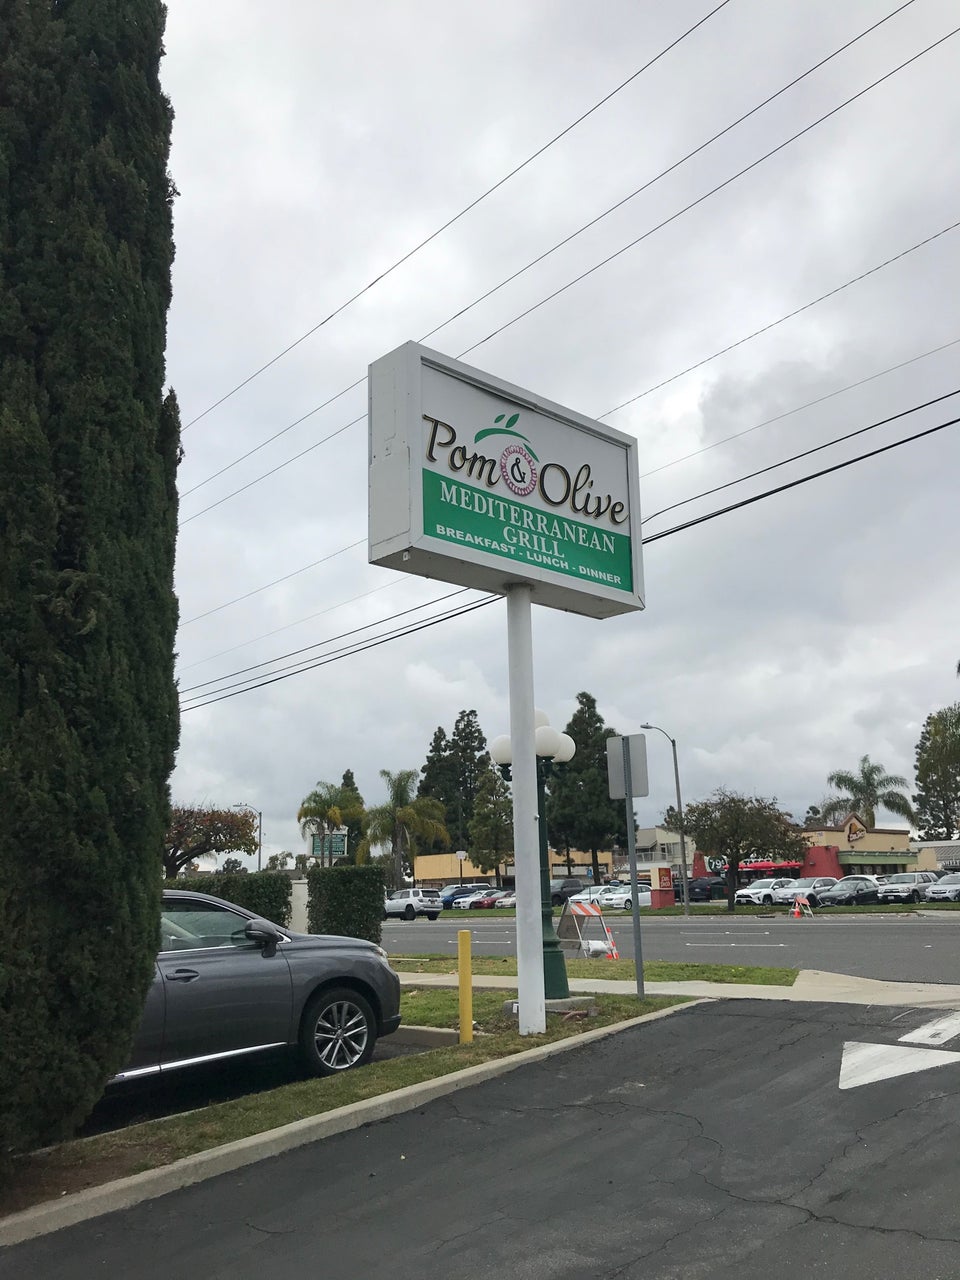 Pom & Olive
MEDITERRANEAN
GRILL
BREAKFAST - LUNCH - DINNER